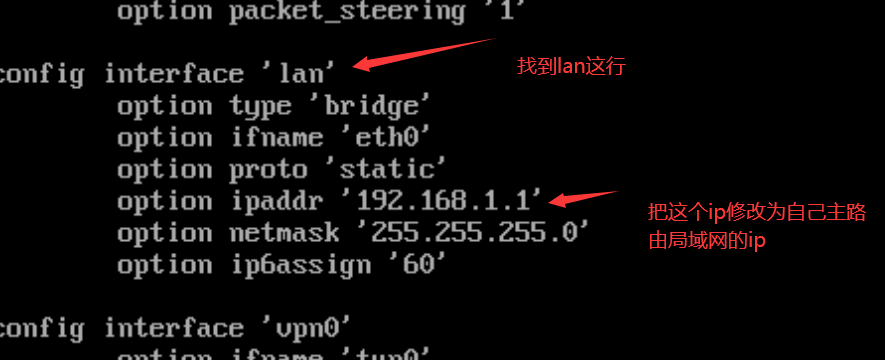 option packet_steering '1'
config interface 'lan'
找到lan这行
option type 'bridge'
option ifname 'eth0'
option proto 'static'
option ipaddr '192.168.1.1'
把这个ip修改为自己主路
由局域网的ip
option netmask '255.255.255.0'
option ip6assign '60'
config interface 'vpn0'
option ifname 'tun0'